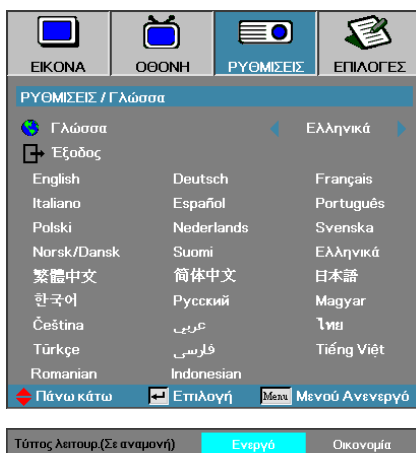 ΕΙΚΟΝΑ ΟΘΟΝΗ ΡΥΘΜΙΣΕΙΣ ΕΠΙΛΟΓΕΣ
ΡΥΘΜΙΣΕΙΣ / Γλώσσα
Γλώσσα Ελληνικά
Έξοδος
English Deutsch Français
Italiano Español Português
Polski Nederlands Svenska
Norsk/Dansk Suomi Ελληνικά
繁體中文 简体中文 日本語
한국어 Русский Magyar
Čeština عربي ไทย
Türkçe فارسی Tiếng Việt
Romanian Indonesian
Πάνω κάτω Επιλογή Menu Μενού Ανενεργό
Τύπος λειτουρ.(Σε αναμονή) Ενεργό Οικονομία